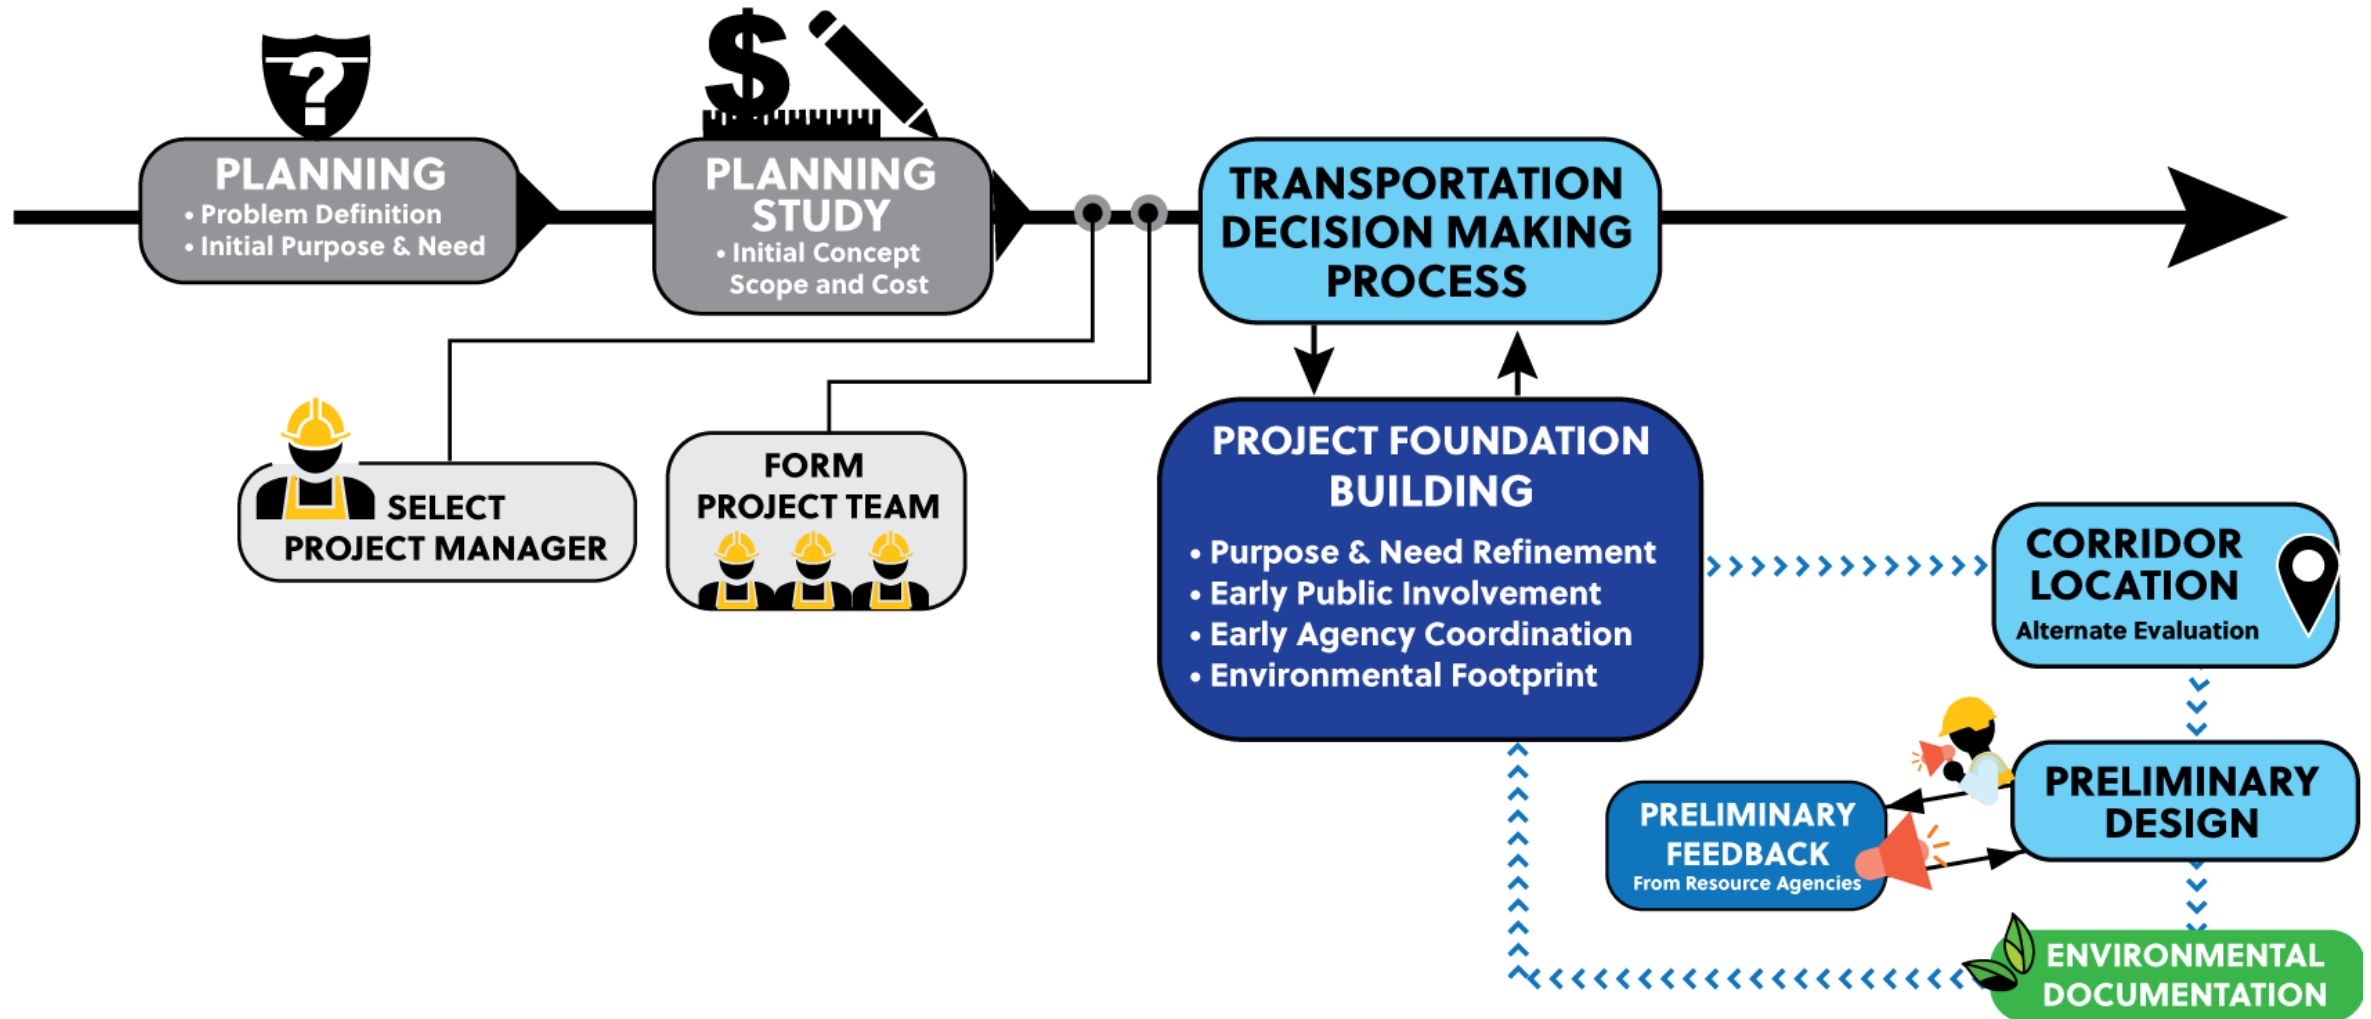 ?
$
PLANNING
• Problem Definition
• Initial Purpose & Need
PLANNING
STUDY
• Initial Concept
Scope and Cost
TRANSPORTATION
DECISION MAKING
PROCESS
SELECT
PROJECT MANAGER
FORM
PROJECT TEAM
PROJECT FOUNDATION
BUILDING
• Purpose & Need Refinement
• Early Public Involvement
• Early Agency Coordination
• Environmental Footprint
CORRIDOR
LOCATION
Alternate Evaluation
PRELIMINARY
DESIGN
PRELIMINARY
FEEDBACK
From Resource Agencies
ENVIRONMENTAL
DOCUMENTATION